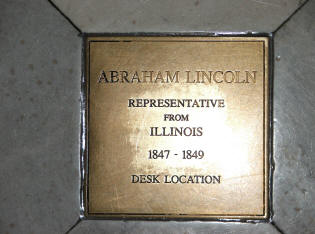 ABRAHAM LINCOLN
REPRESENTATIVE
FROM
ILLINOIS
1847 - 1849
DESK LOCATION